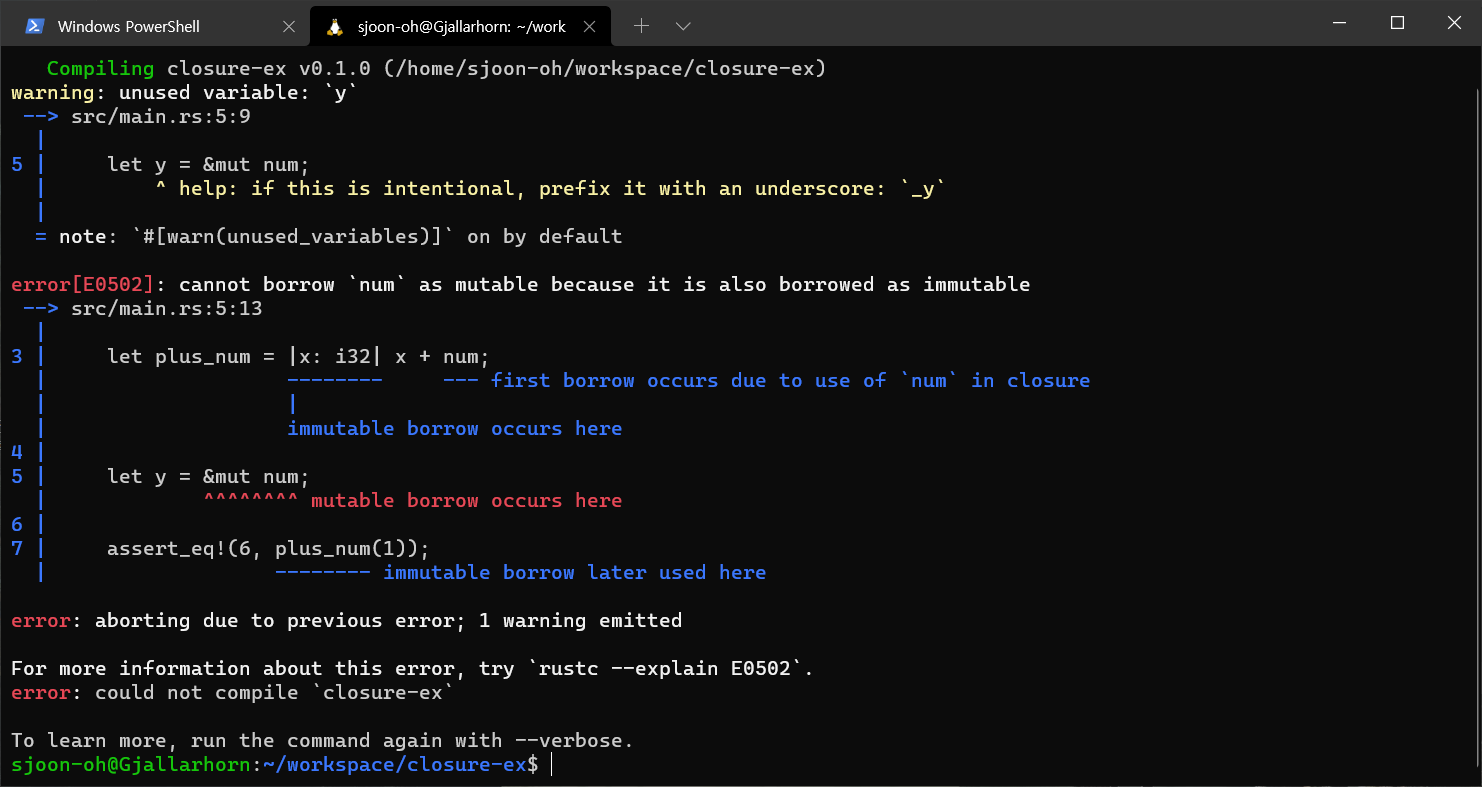 Windows PowerShell
sjoon-oh@Gjallarhorn: ~/work
   Compiling closure-ex v0.1.0 (/home/sjoon-oh/workspace/closure-ex)
warning: unused variable: `y`
 --> src/main.rs:5:9
  |
5 |     let y = &mut num;
  |         ^ help: if this is intentional, prefix it with an underscore: `_y`
  |
  = note: `#[warn(unused_variables)]` on by default
error[E0502]: cannot borrow `num` as mutable because it is also borrowed as immutable
 --> src/main.rs:5:13
  |
3 |     let plus_num = |x: i32| x + num;
  |                    --------     --- first borrow occurs due to use of `num` in closure
  |                    |
  |                    immutable borrow occurs here
4 |
5 |     let y = &mut num;
  |             ^^^^^^^^ mutable borrow occurs here
6 |
7 |     assert_eq!(6, plus_num(1));
  |                   -------- immutable borrow later used here
error: aborting due to previous error; 1 warning emitted
For more information about this error, try `rustc --explain E0502`.
error: could not compile `closure-ex`
To learn more, run the command again with --verbose.
sjoon-oh@Gjallarhorn:~/workspace/closure-ex$